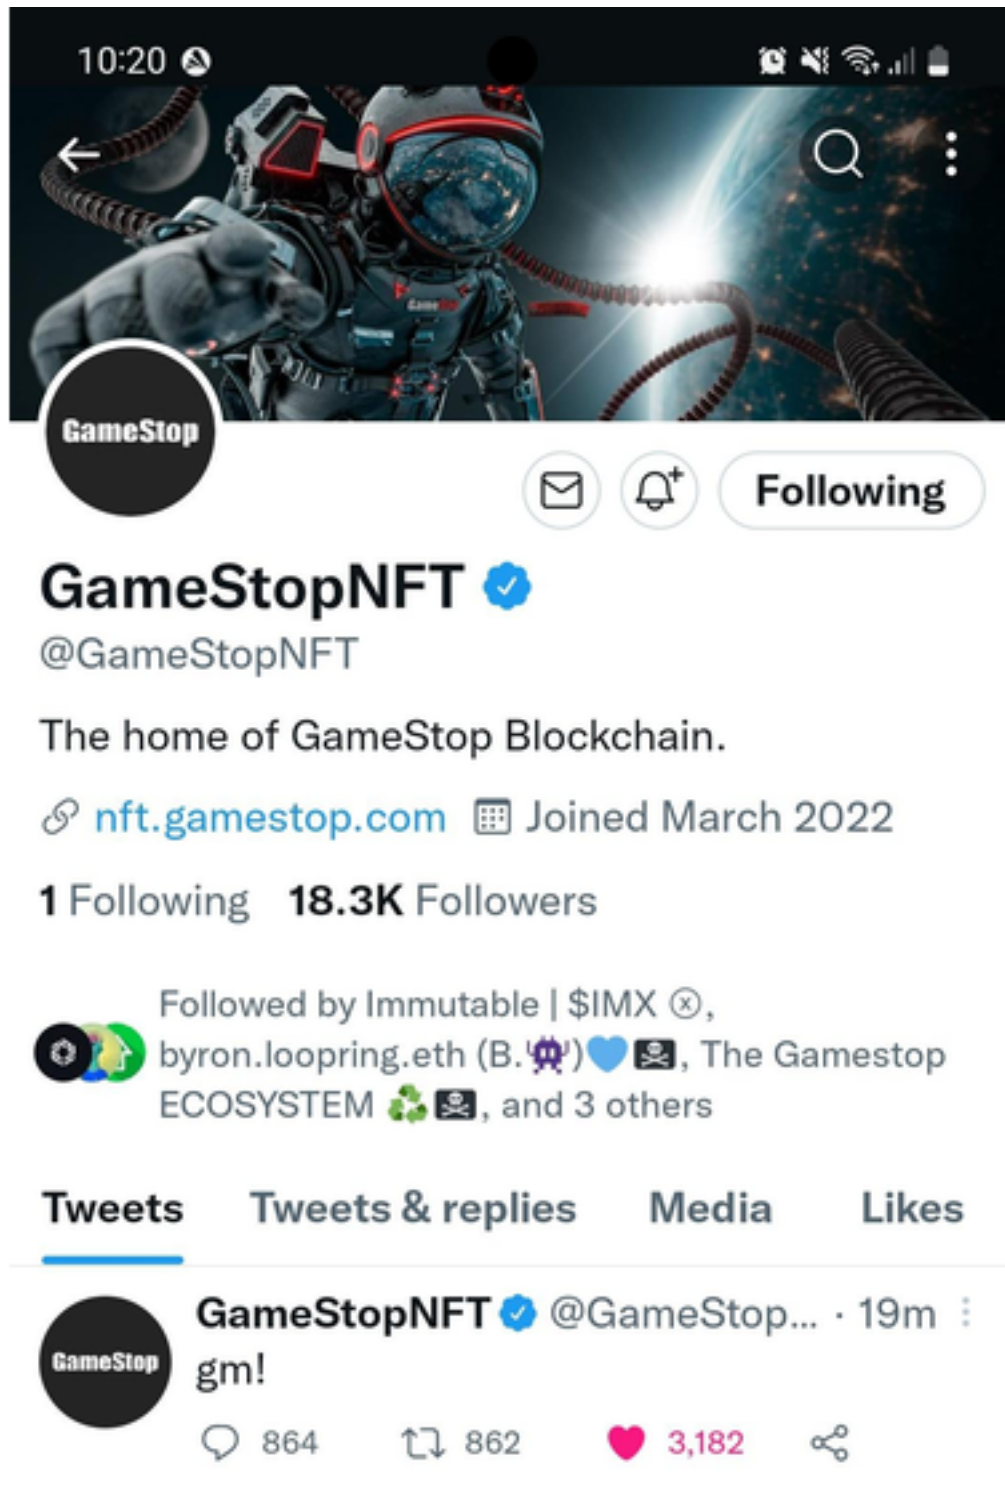 10:20
GameStop
GameStop
Following
GameStopNFT
@GameStopNFT
The home of GameStop Blockchain.
nft.gamestop.com Joined March 2022
1 Following 18.3K Followers
Followed by Immutable | $IMX ⓧ,
byron.loopring.eth (B.👾)💙🏴‍☠️, The Gamestop
ECOSYSTEM ♻️🏴‍☠️, and 3 others
Tweets Tweets & replies Media Likes
GameStopNFT @GameStop... · 19m
GameStop
gm!
864 862 3,182